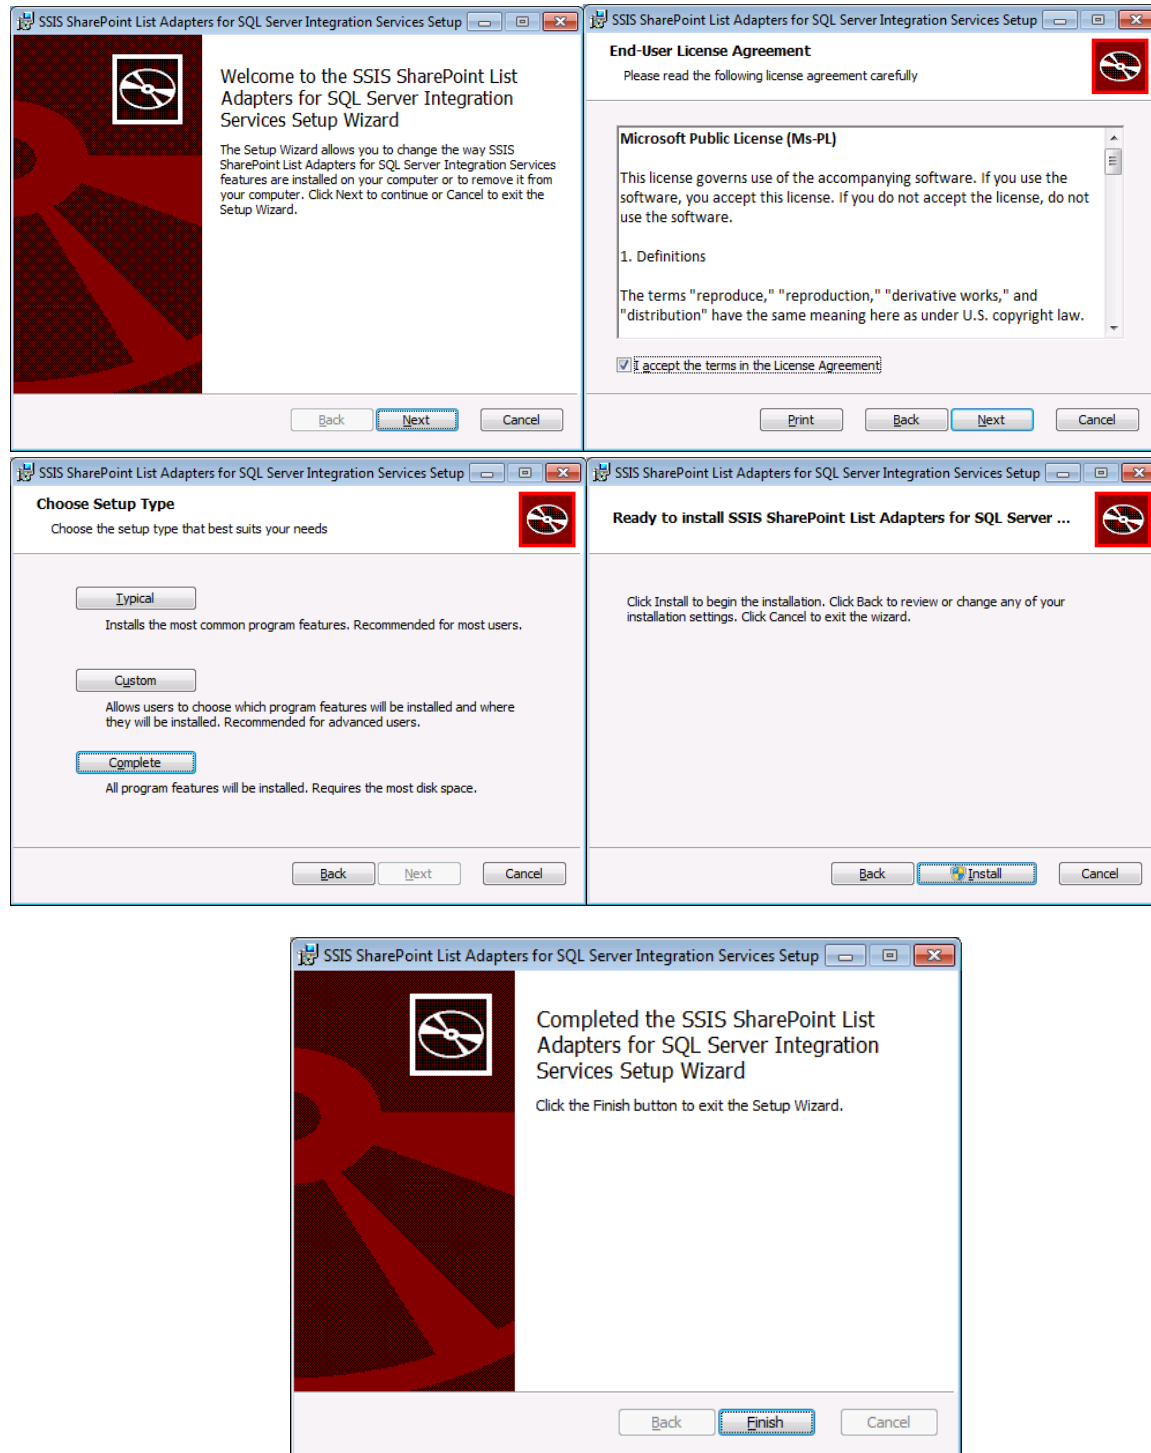 SSIS SharePoint List Adapters for SQL Server Integration Services Setup
Welcome to the SSIS SharePoint List
Adapters for SQL Server Integration
Services Setup Wizard
The Setup Wizard allows you to change the way SSIS
SharePoint List Adapters for SQL Server Integration Services
features are installed on your computer or to remove it from
your computer. Click Next to continue or Cancel to exit the
Setup Wizard.
Back Next Cancel
SSIS SharePoint List Adapters for SQL Server Integration Services Setup
End-User License Agreement
Please read the following license agreement carefully
Microsoft Public License (Ms-PL)
This license governs use of the accompanying software. If you use the
software, you accept this license. If you do not accept the license, do not
use the software.
1. Definitions
The terms "reproduce," "reproduction," "derivative works," and
"distribution" have the same meaning here as under U.S. copyright law.
I accept the terms in the License Agreement
Print Back Next Cancel
SSIS SharePoint List Adapters for SQL Server Integration Services Setup
Choose Setup Type
Choose the setup type that best suits your needs
Typical
Installs the most common program features. Recommended for most users.
Custom
Allows users to choose which program features will be installed and where
they will be installed. Recommended for advanced users.
Complete
All program features will be installed. Requires the most disk space.
Back Next Cancel
SSIS SharePoint List Adapters for SQL Server Integration Services Setup
Ready to install SSIS SharePoint List Adapters for SQL Server ...
Click Install to begin the installation. Click Back to review or change any of your
installation settings. Click Cancel to exit the wizard.
Back Install Cancel
SSIS SharePoint List Adapters for SQL Server Integration Services Setup
Completed the SSIS SharePoint List
Adapters for SQL Server Integration
Services Setup Wizard
Click the Finish button to exit the Setup Wizard.
Back Finish Cancel